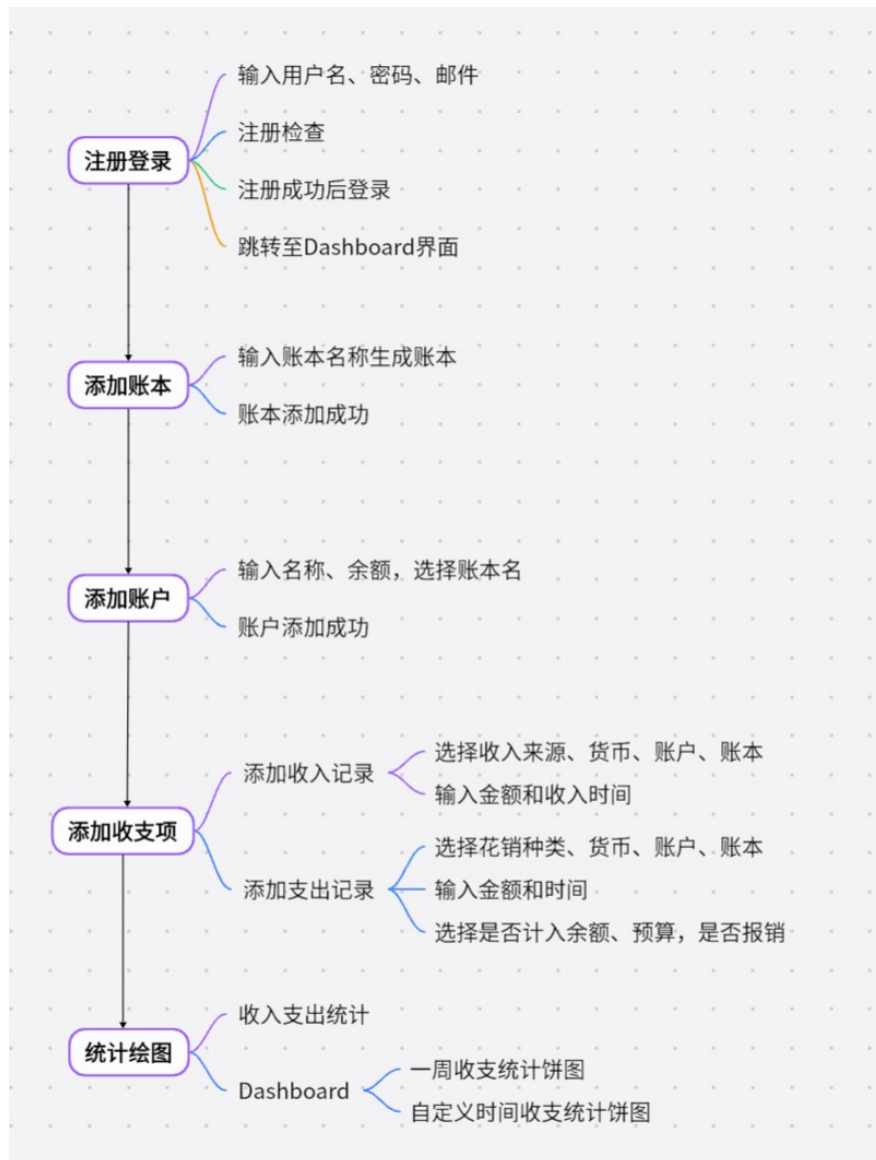 注册登录
输入用户名、密码、邮件
注册检查
注册成功后登录
跳转至Dashboard界面
添加账本
输入账本名称生成账本
账本添加成功
添加账户
输入名称、余额，选择账本名
账户添加成功
添加收支项
添加收入记录
选择收入来源、货币、账户、账本
输入金额和收入时间
添加支出记录
选择花销种类、货币、账户、账本
输入金额和时间
选择是否计入余额、预算，是否报销
统计绘图
收入支出统计
Dashboard
一周收支统计饼图
自定义时间收支统计饼图